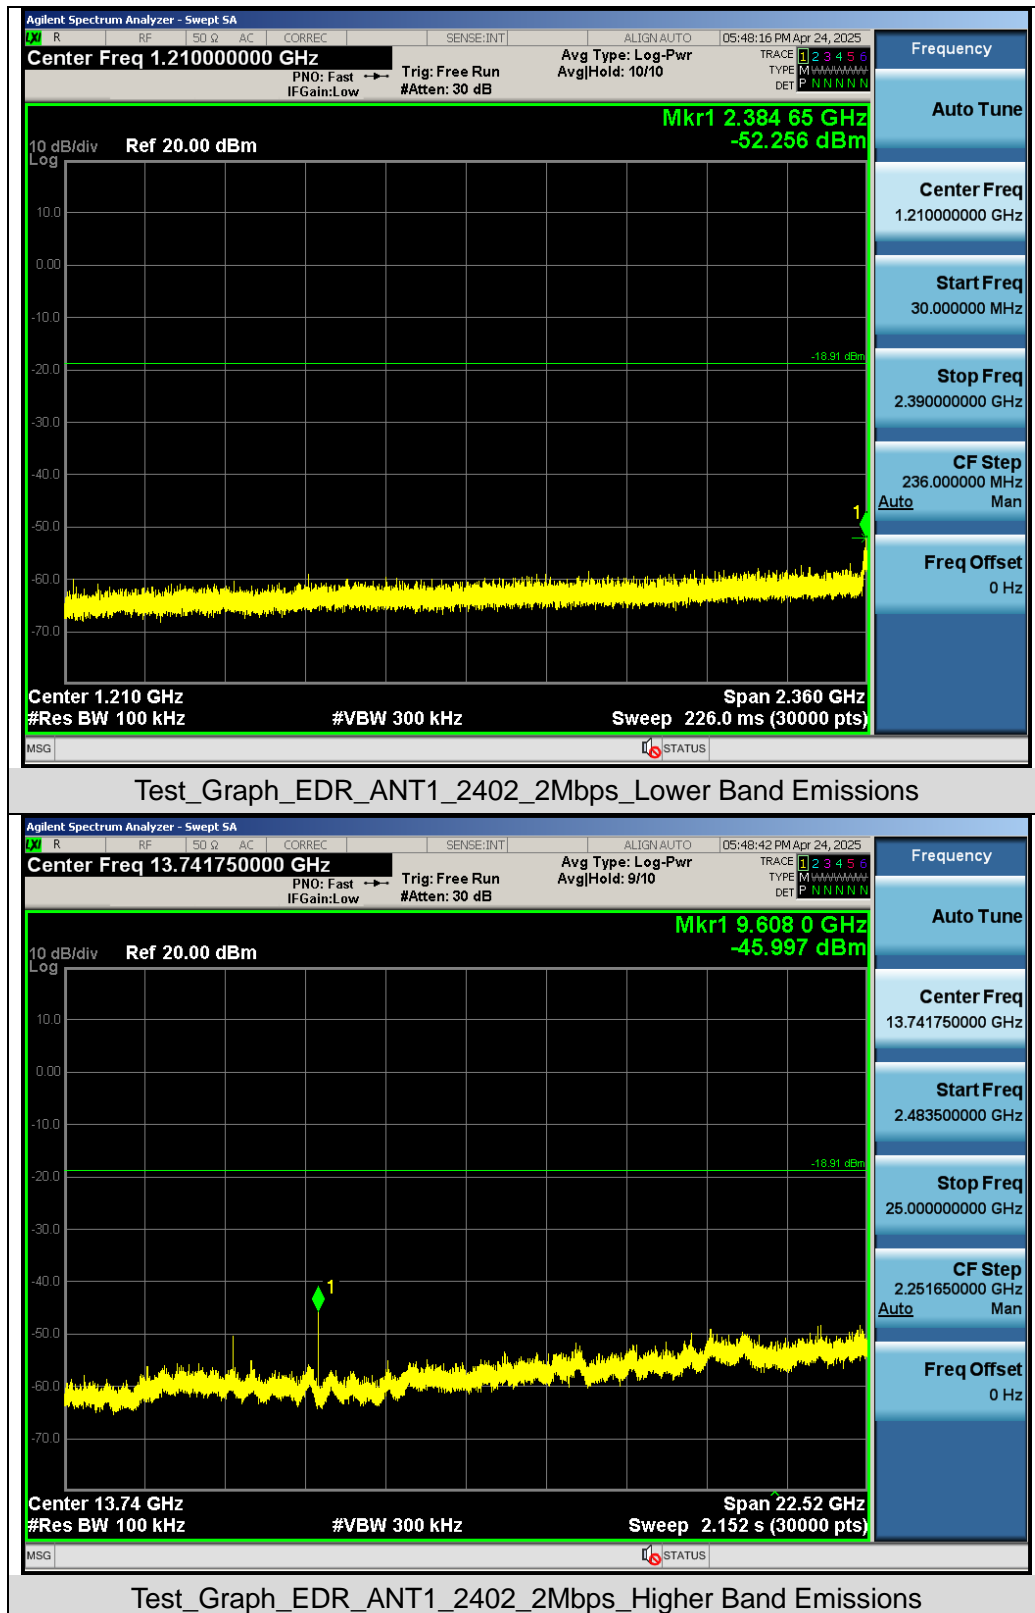 Agilent Spectrum Analyzer - Swept SA
LXI R RF 50 Ω AC CORREC SENSE:INT ALIGN AUTO 05:48:16 PM Apr 24, 2025
Center Freq 1.210000000 GHz
PNO: Fast
IFGain:Low
Trig: Free Run
#Atten: 30 dB
Avg Type: Log-Pwr
Avg|Hold: 10/10
TRACE 1 2 3 4 5 6
TYPE M
DET P N N N N N
Mkr1 2.384 65 GHz
-52.256 dBm
10 dB/div Ref 20.00 dBm
Log
10.0
0.00
-10.0
-18.91 dBm
-20.0
-30.0
-40.0
-50.0
1
-60.0
-70.0
Center 1.210 GHz Span 2.360 GHz
#Res BW 100 kHz #VBW 300 kHz Sweep 226.0 ms (30000 pts)
MSG STATUS
Frequency
Auto Tune
Center Freq
1.210000000 GHz
Start Freq
30.000000 MHz
Stop Freq
2.390000000 GHz
CF Step
236.000000 MHz
Auto Man
Freq Offset
0 Hz
Test_Graph_EDR_ANT1_2402_2Mbps_Lower Band Emissions
Agilent Spectrum Analyzer - Swept SA
LXI R RF 50 Ω AC CORREC SENSE:INT ALIGN AUTO 05:48:42 PM Apr 24, 2025
Center Freq 13.741750000 GHz
PNO: Fast
IFGain:Low
Trig: Free Run
#Atten: 30 dB
Avg Type: Log-Pwr
Avg|Hold: 9/10
TRACE 1 2 3 4 5 6
TYPE M
DET P N N N N N
Mkr1 9.608 0 GHz
-45.997 dBm
10 dB/div Ref 20.00 dBm
Log
10.0
0.00
-10.0
-18.91 dBm
-20.0
-30.0
-40.0
1
-50.0
-60.0
-70.0
Center 13.74 GHz Span 22.52 GHz
#Res BW 100 kHz #VBW 300 kHz Sweep 2.152 s (30000 pts)
MSG STATUS
Frequency
Auto Tune
Center Freq
13.741750000 GHz
Start Freq
2.483500000 GHz
Stop Freq
25.000000000 GHz
CF Step
2.251650000 GHz
Auto Man
Freq Offset
0 Hz
Test_Graph_EDR_ANT1_2402_2Mbps_Higher Band Emissions